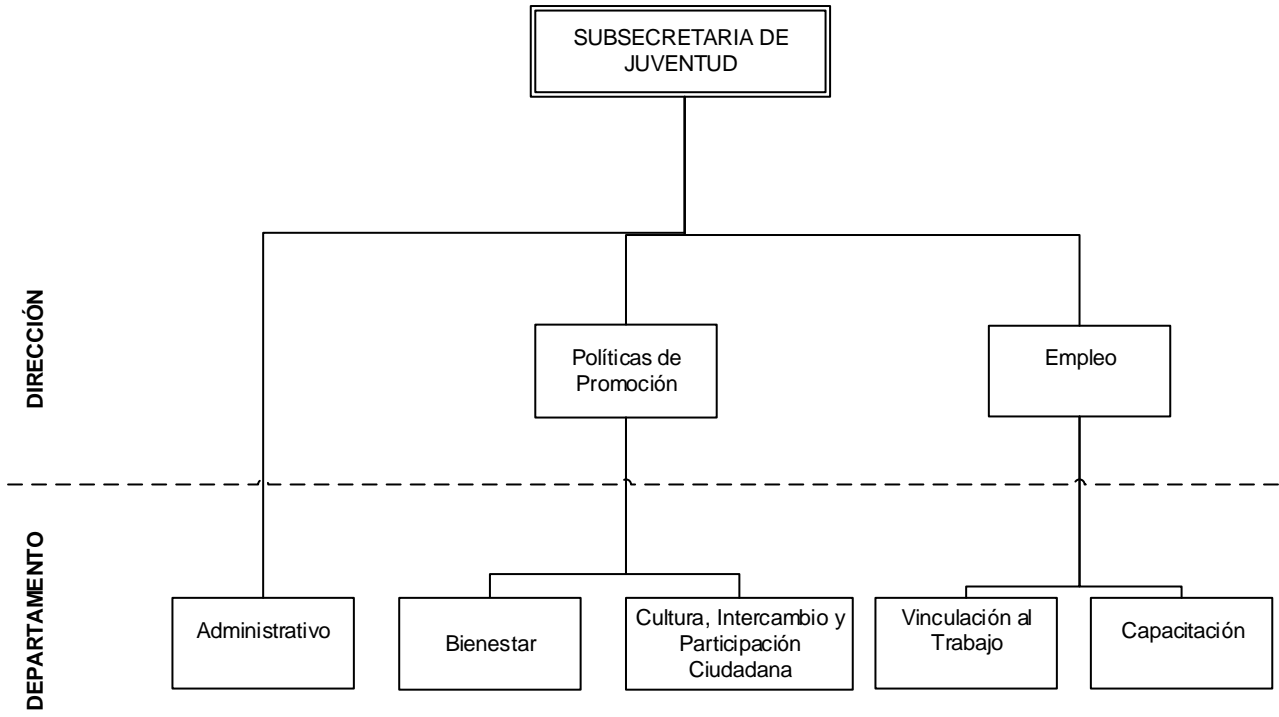 SUBSECRETARIA DE
JUVENTUD
DIRECCIÓN
Políticas de
Promoción
Empleo
DEPARTAMENTO
Administrativo
Bienestar
Cultura, Intercambio y
Participación
Ciudadana
Vinculación al
Trabajo
Capacitación